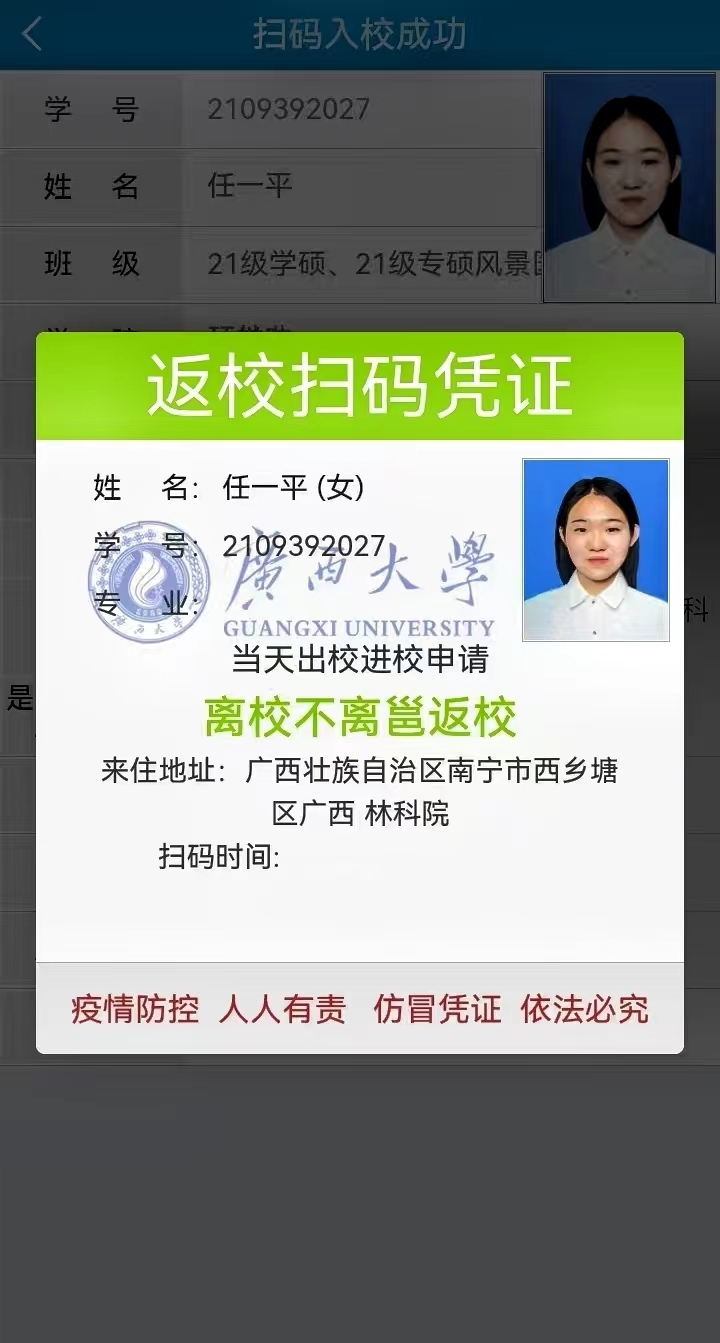 扫码入校成功
学 号 2109392027
姓 名 任一平
班 级 21级学硕、21级专硕风景
返校扫码凭证
姓 名: 任一平 (女)
学 号: 2109392027
专 业:
廣西大學
GUANGXI UNIVERSITY
广西大学
科
当天出校进校申请
是
离校不离邕返校
来住地址: 广西壮族自治区南宁市西乡塘
区广西 林科院
扫码时间:
疫情防控 人人有责 仿冒凭证 依法必究